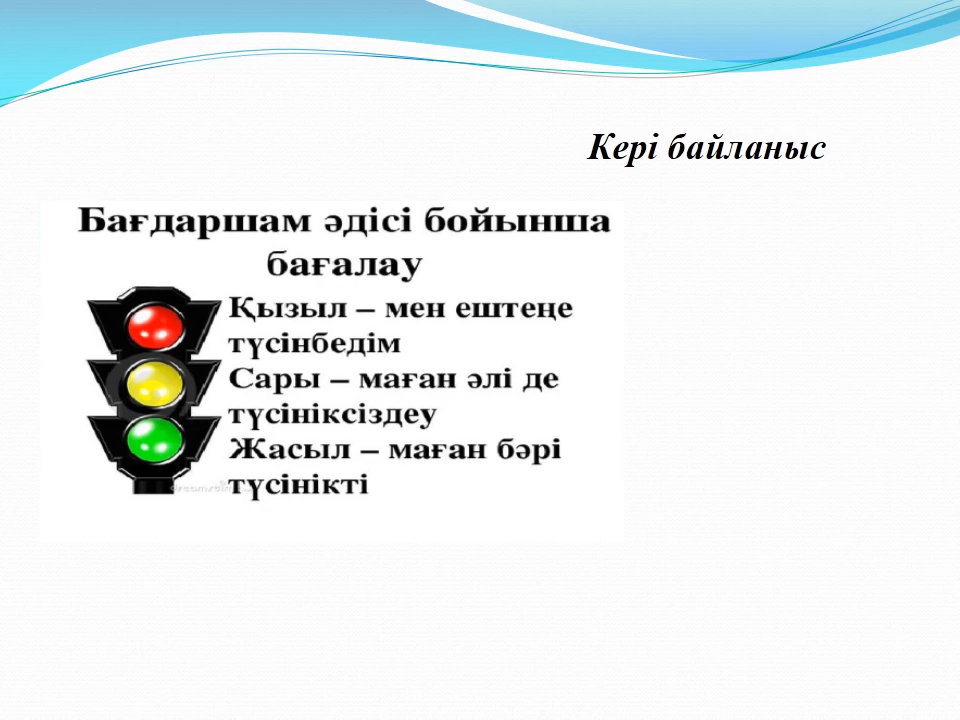 Кері байланыс
Бағдаршам әдісі бойынша
бағалау
Қызыл – мен ештеңе
түсінбедім
Сары – маған әлі де
түсініксіздеу
Жасыл – маған бәрі
түсінікті